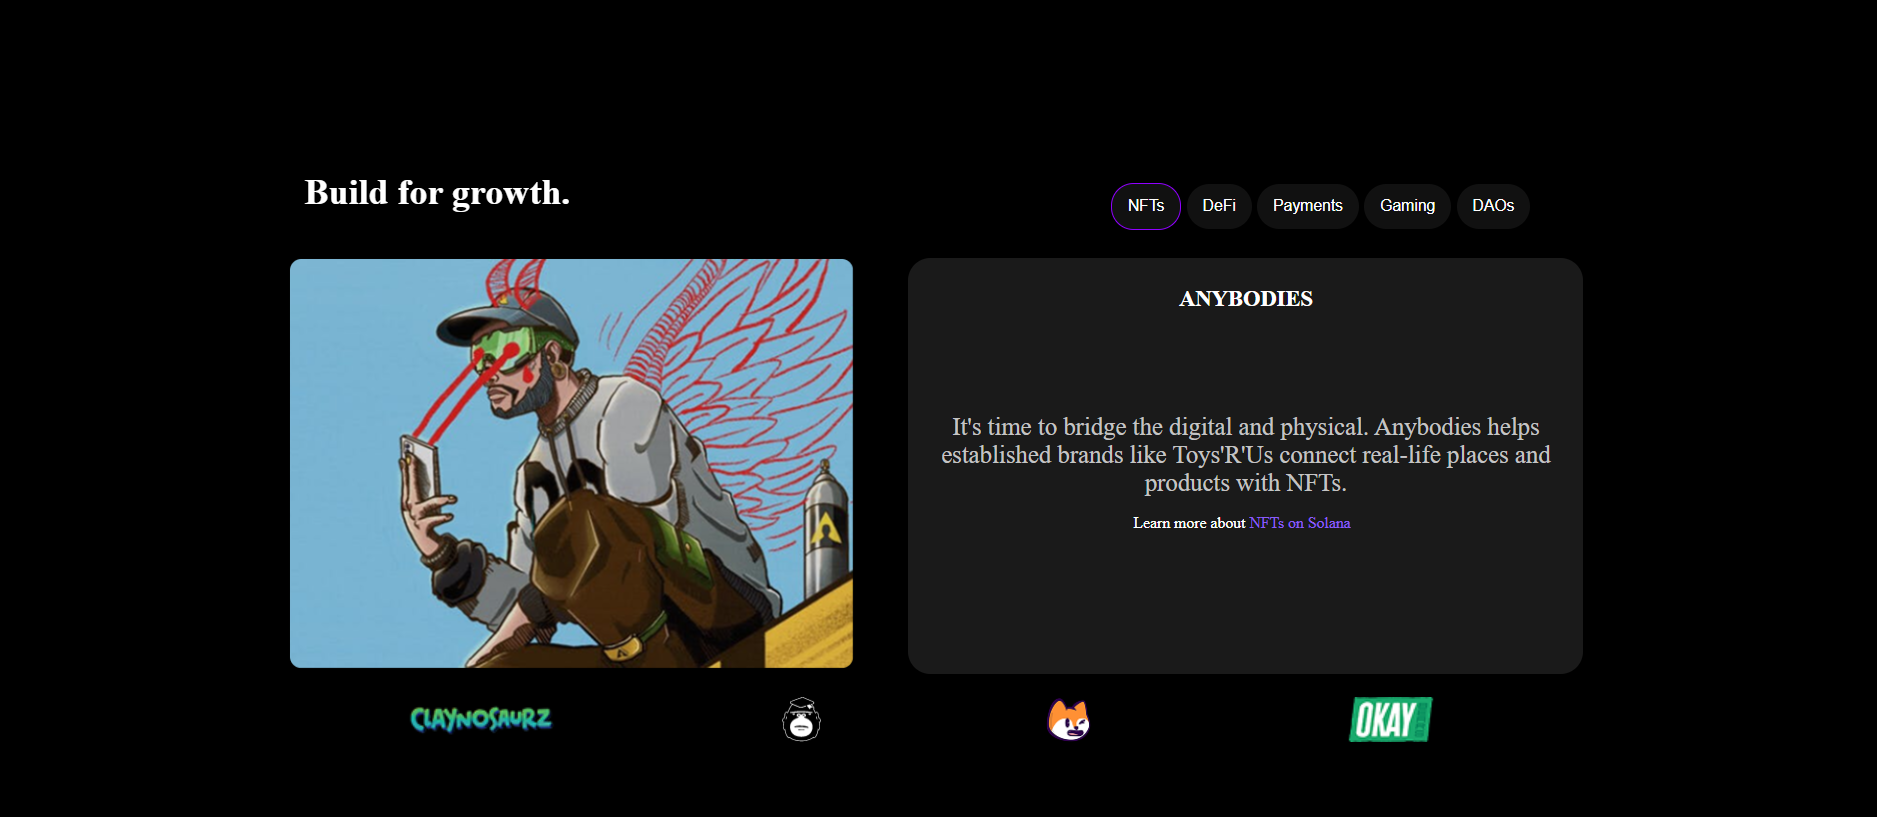 Build for growth.
NFTs
DeFi
Payments
Gaming
DAOs
ANYBODIES
It's time to bridge the digital and physical. Anybodies helps
established brands like Toys'R'Us connect real-life places and
products with NFTs.
Learn more about NFTs on Solana
CLAYNOSAURZ
OKAY